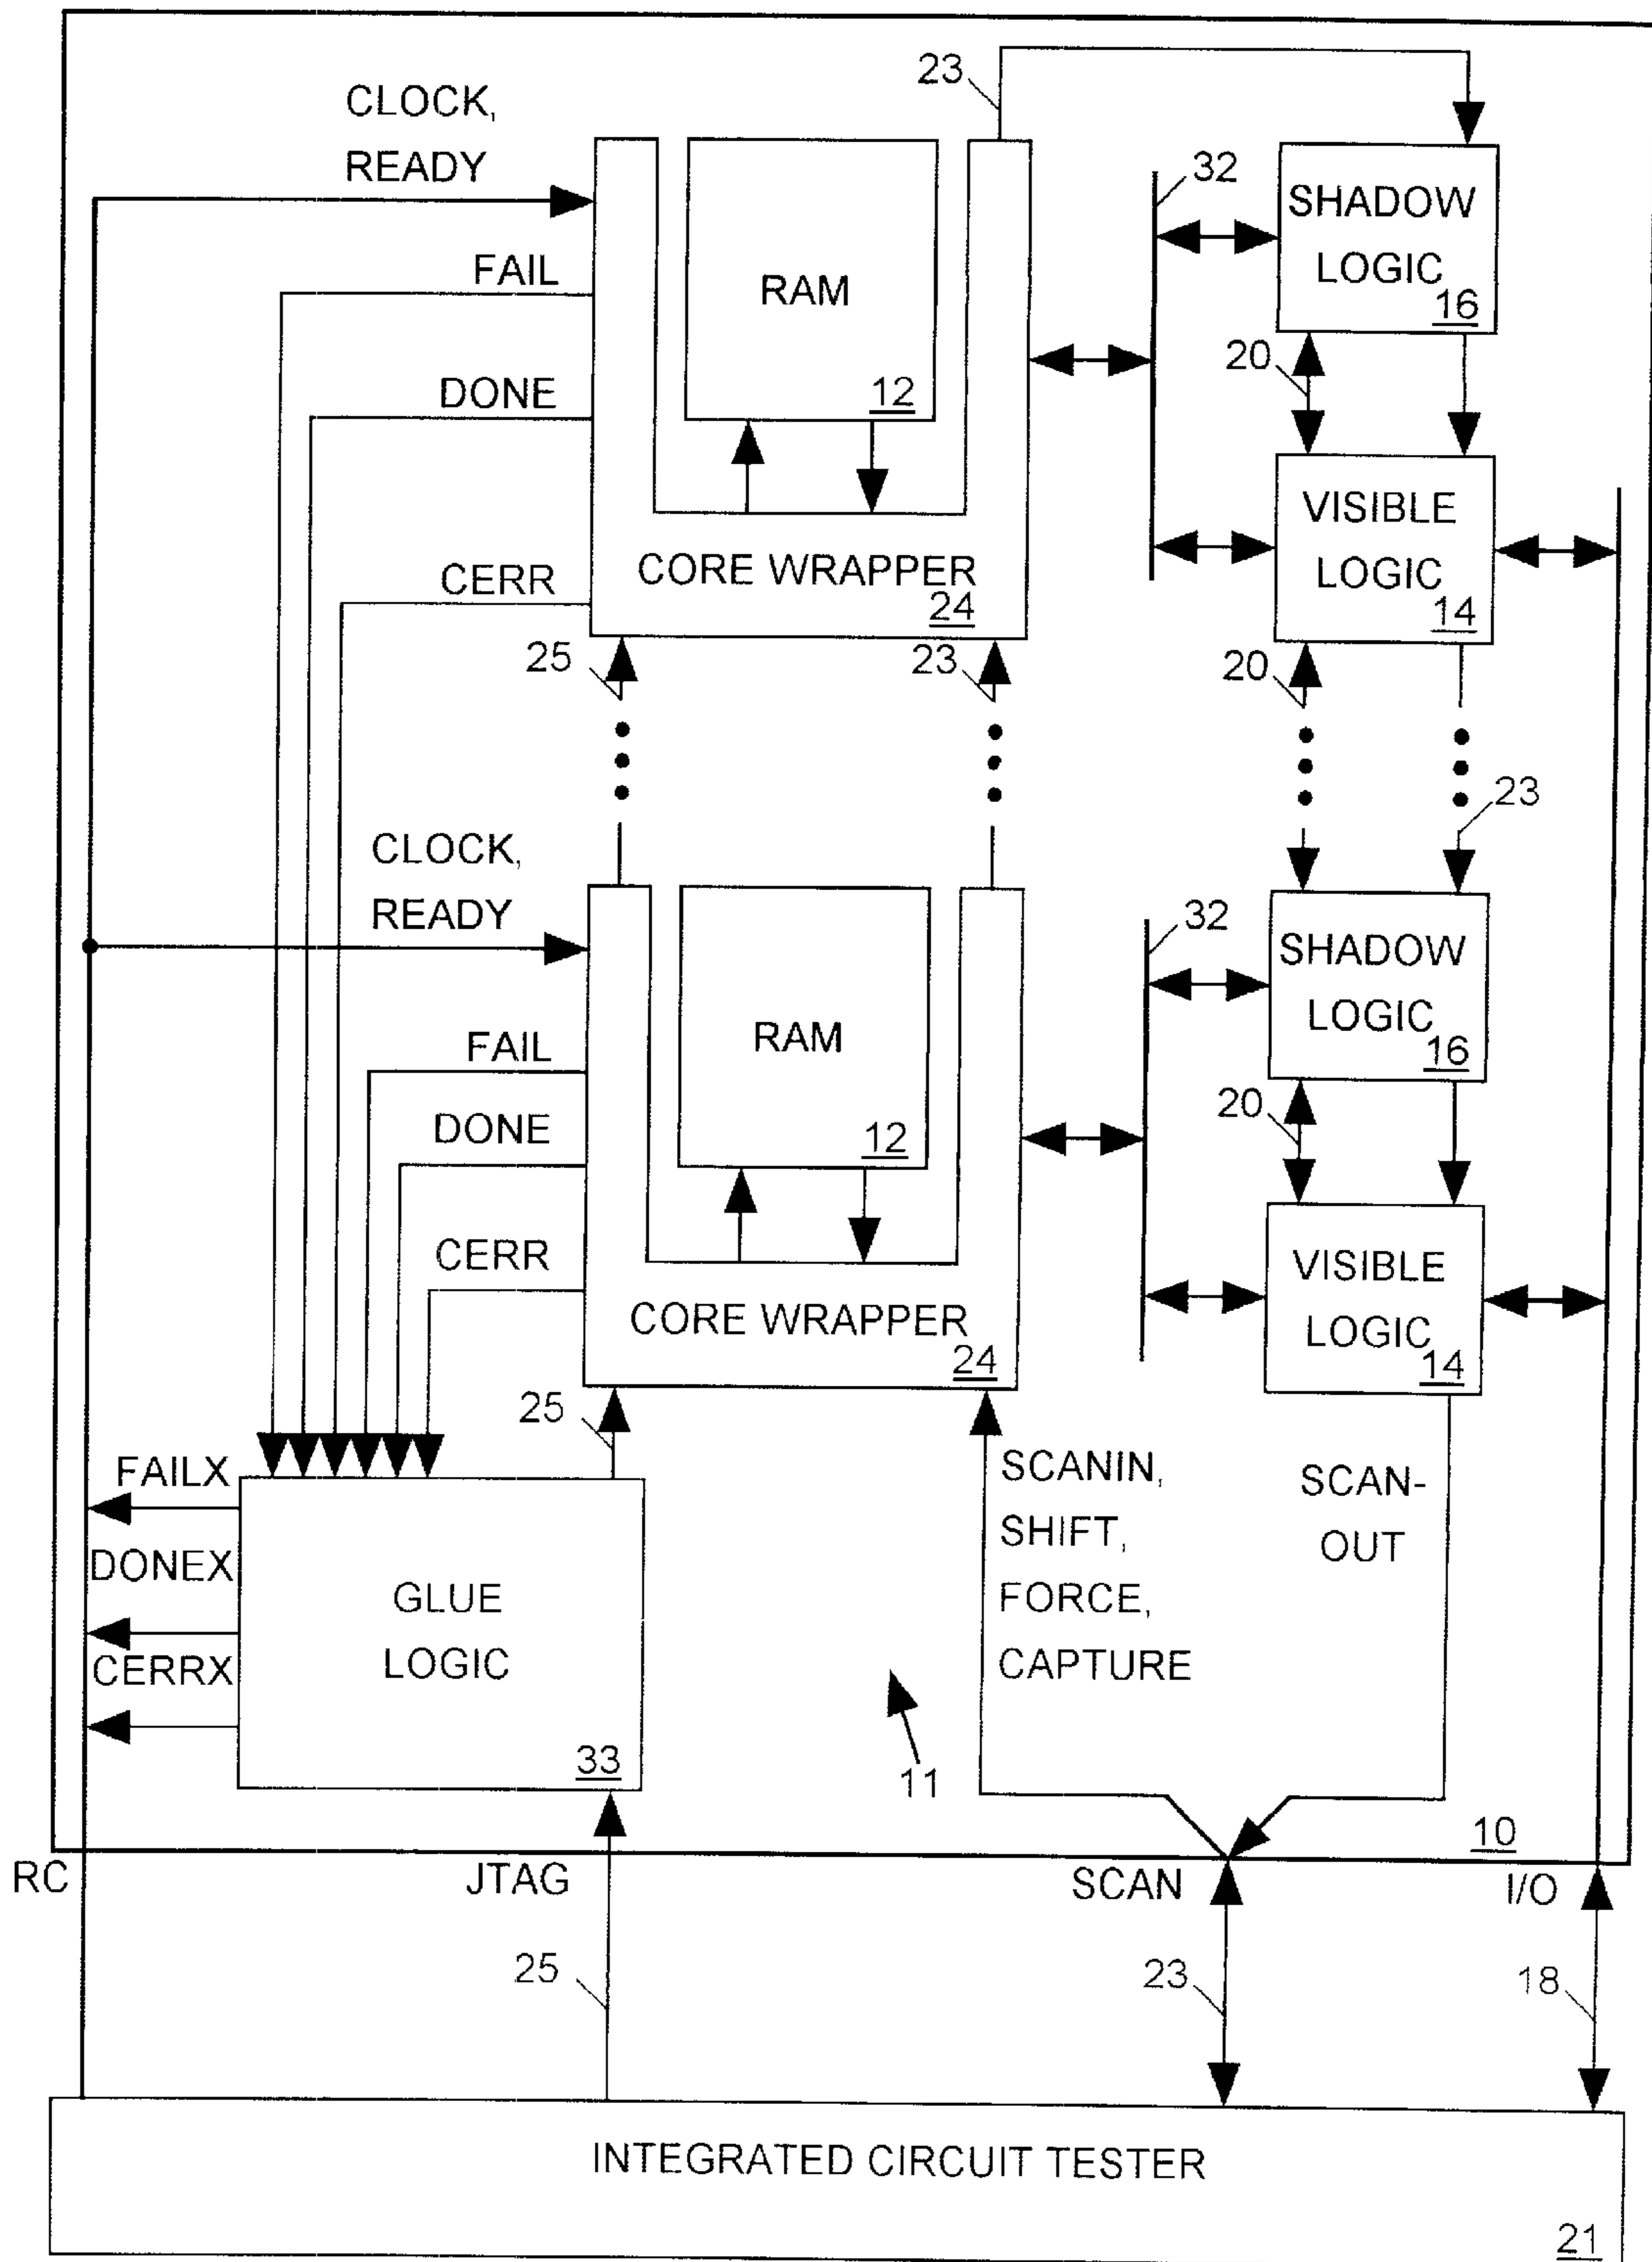 23
CLOCK,
READY
32
SHADOW
LOGIC
16
FAIL
RAM
20
DONE
12
VISIBLE
LOGIC
14
CERR
CORE WRAPPER
24
25
23
20
23
CLOCK,
READY
32
SHADOW
LOGIC
16
FAIL
RAM
20
DONE
12
VISIBLE
LOGIC
14
CERR
CORE WRAPPER
24
25
FAILX
DONEX
CERRX
GLUE
LOGIC
33
SCANIN,
SHIFT,
FORCE,
CAPTURE
SCAN-
OUT
11
10
RC
JTAG
SCAN
I/O
25
23
18
INTEGRATED CIRCUIT TESTER
21